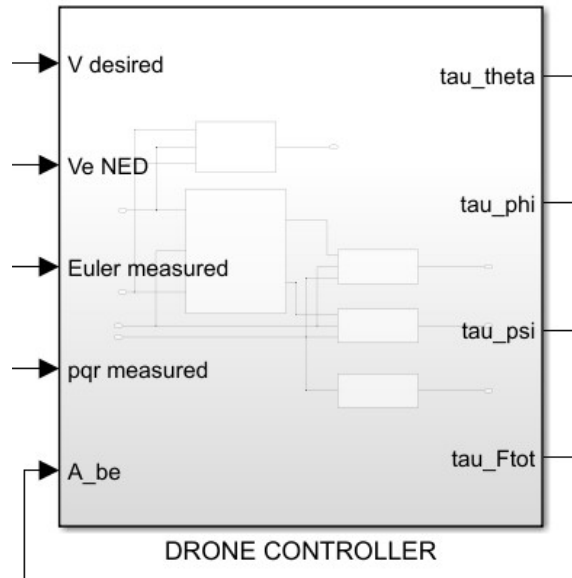 V desired
tau_theta
Ve NED
tau_phi
Euler measured
tau_psi
pqr measured
tau_Ftot
A_be
DRONE CONTROLLER